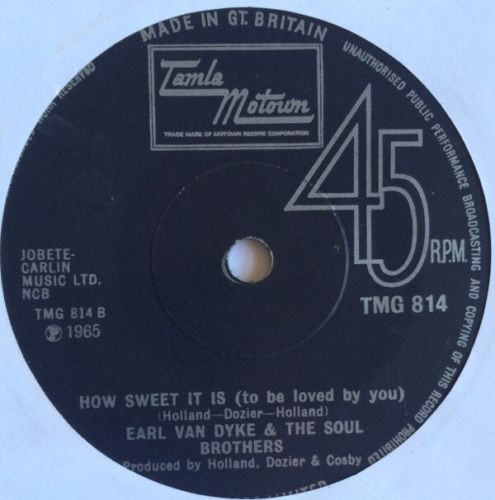 MADE IN GT. BRITAIN
UNAUTHORISED PUBLIC PERFORMANCE BROADCASTING AND COPYING OF THIS RECORD PROHIBITED
Tamla
Motown
TRADE MARK OF MOTOWN RECORD CORPORATION
45
R.P.M.
JOBETE-
CARLIN
MUSIC LTD.
NCB
TMG 814 B
Ⓟ 1965
TMG 814
HOW SWEET IT IS (to be loved by you)
(Holland—Dozier—Holland)
EARL VAN DYKE & THE SOUL
BROTHERS
Produced by Holland, Dozier & Cosby
LIMITED
RESERVED